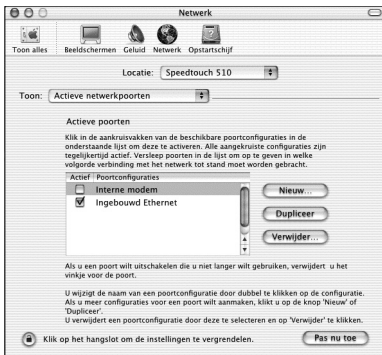 Netwerk
Toon alles Beeldschermen Geluid Netwerk Opstartschijf
Locatie: Speedtouch 510
Toon: Actieve netwerkpoorten
Actieve poorten
Klik in de aankruisvakken van de beschikbare poortconfiguraties in de
onderstaande lijst om deze te activeren. Alle aangekruiste configuraties zijn
tegelijkertijd actief. Versleep poorten in de lijst om op te geven in welke
volgorde verbinding met het netwerk tot stand moet worden gebracht.
Actief Poortconfiguraties
Interne modem
Ingebouwd Ethernet
Nieuw...
Dupliceer
Verwijder...
Als u een poort wilt uitschakelen die u niet langer wilt gebruiken, verwijdert u het
vinkje voor de poort.
U wijzigt de naam van een poortconfiguratie door dubbel te klikken op de configuratie.
Als u meer configuraties voor een poort wilt aanmaken, klikt u op de knop 'Nieuw' of
'Dupliceer'.
U verwijdert een poortconfiguratie door deze te selecteren en op 'Verwijder' te klikken.
Klik op het hangslot om de instellingen te vergrendelen.
Pas nu toe